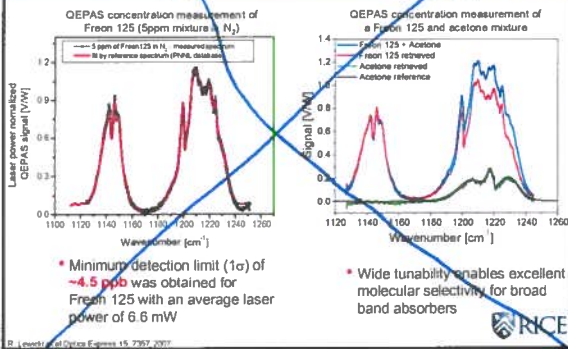 QEPAS concentration measurement of
Freon 125 (5ppm mixture in N2)
5 ppm of Freon 125 in N2 measured spectrum
fit by reference spectrum (PNNL database)
Laser power normalized
QEPAS signal [V/W]
1.2
0.9
0.6
0.3
0.0
1100 1120 1140 1160 1180 1200 1220 1240 1260
Wavenumber [cm-1]
* Minimum detection limit (1σ) of
~4.5 ppb was obtained for
Freon 125 with an average laser
power of 6.6 mW
QEPAS concentration measurement of
a Freon 125 and acetone mixture
Freon 125 + Acetone
Freon 125 retrieved
Acetone retrieved
Acetone reference
Signal [V/W]
1.4
1.2
1.0
0.8
0.6
0.4
0.2
0.0
1120 1140 1160 1180 1200 1220 1240 1260
Wavenumber [cm-1]
* Wide tunability enables excellent
molecular selectivity for broad
band absorbers
RICE
R. et al Optics Express 15, 7357, 2007